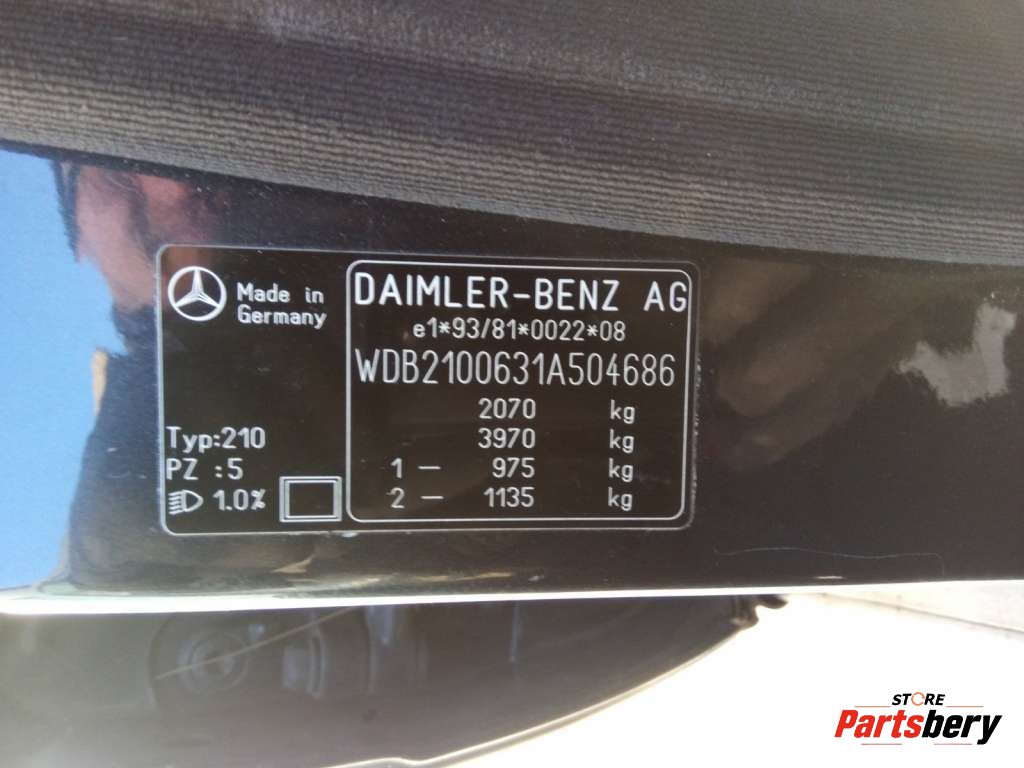 Made in
Germany
Typ:210
PZ :5
1.0%
DAIMLER-BENZ AG
e1*93/81*0022*08
WDB2100631A504686
2070 kg
3970 kg
1 — 975 kg
2 — 1135 kg
STORE
Partsbery